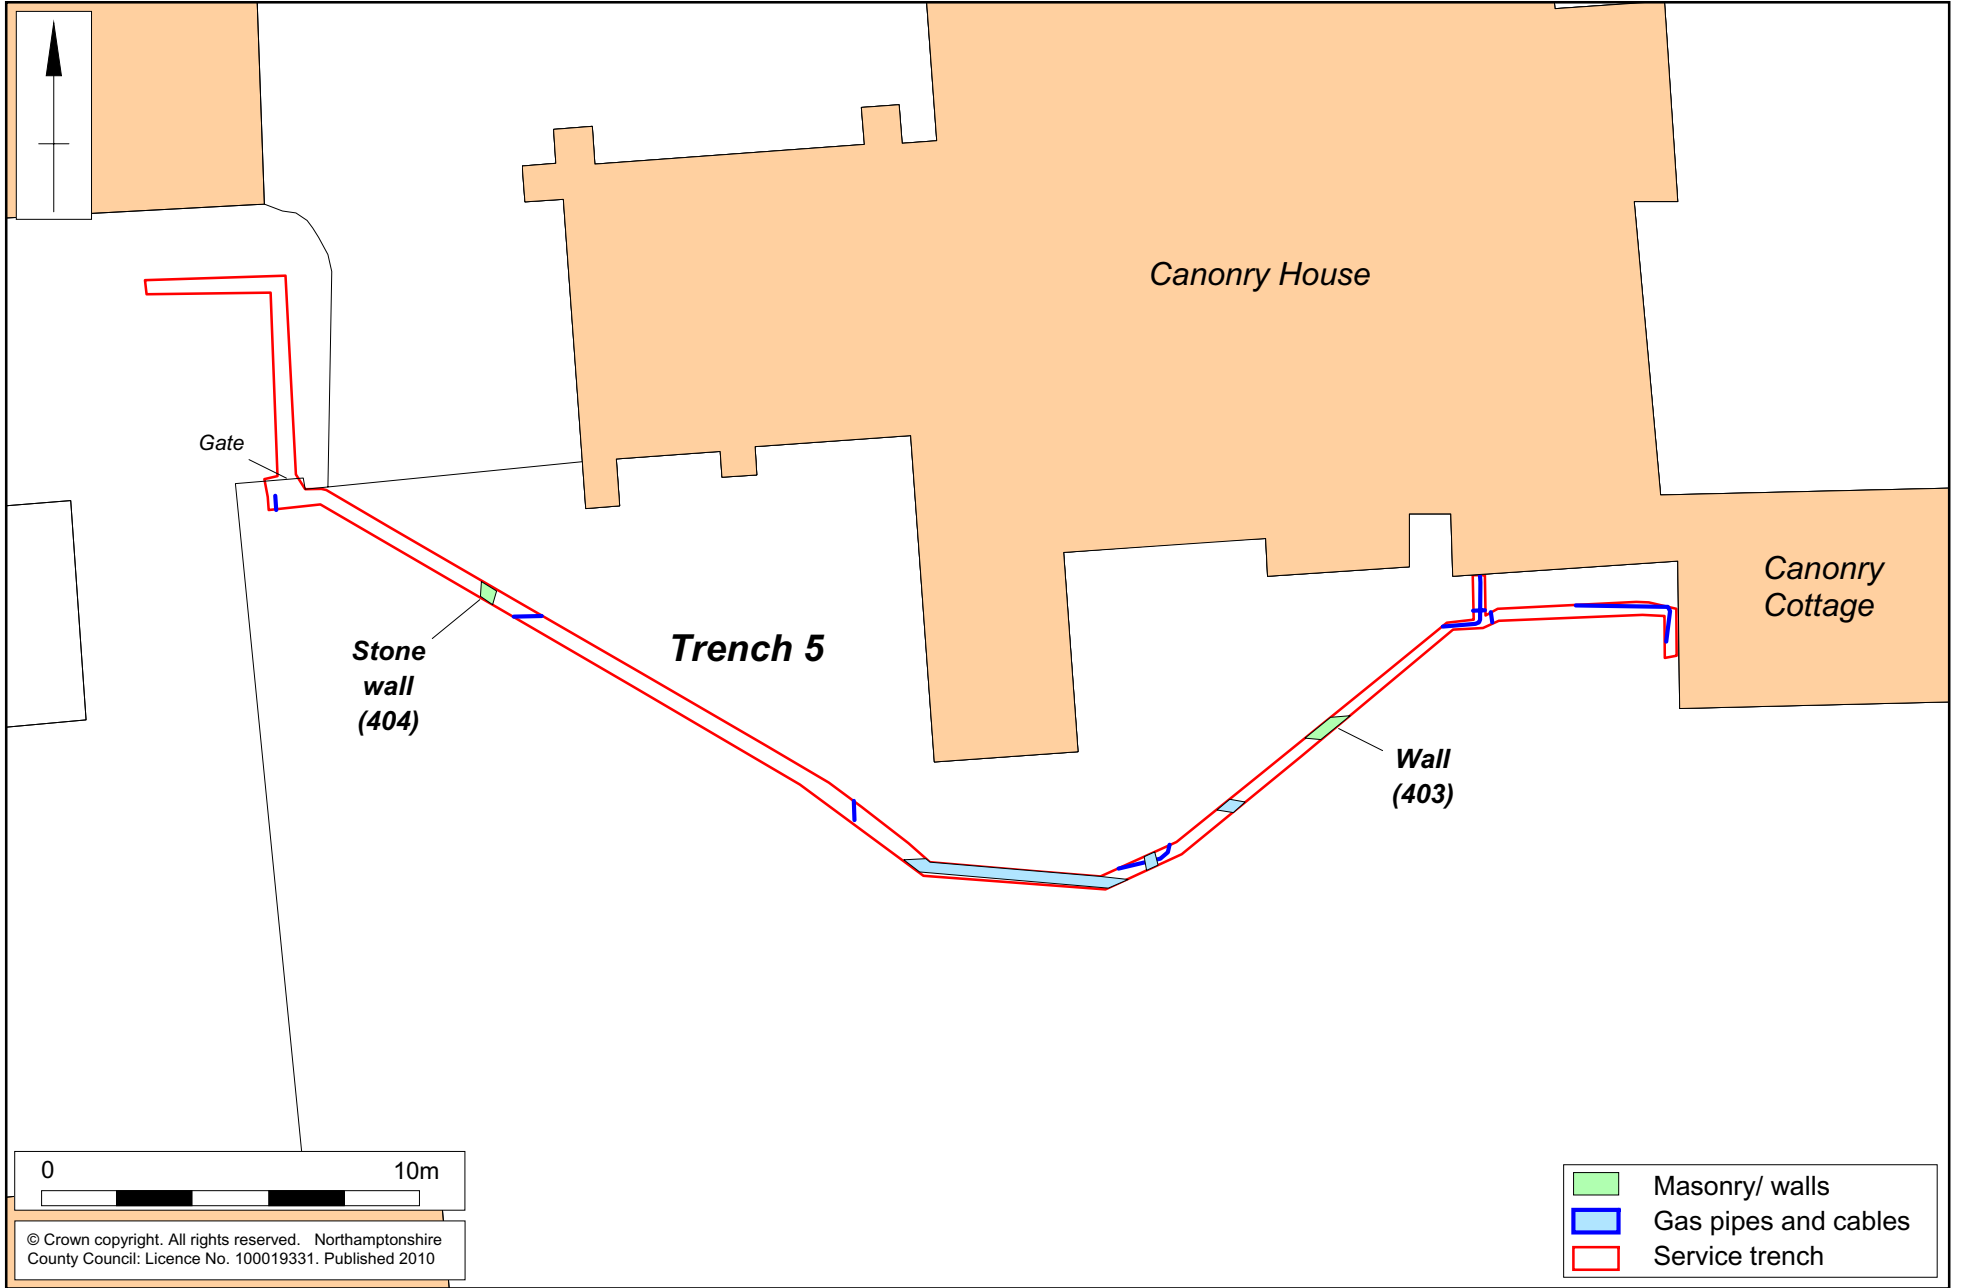 Canonry House
Gate
Canonry
Cottage
Stone
wall
(404)
Trench 5
Wall
(403)
0 10m
© Crown copyright. All rights reserved. Northamptonshire
County Council: Licence No. 100019331. Published 2010
Masonry/ walls
Gas pipes and cables
Service trench